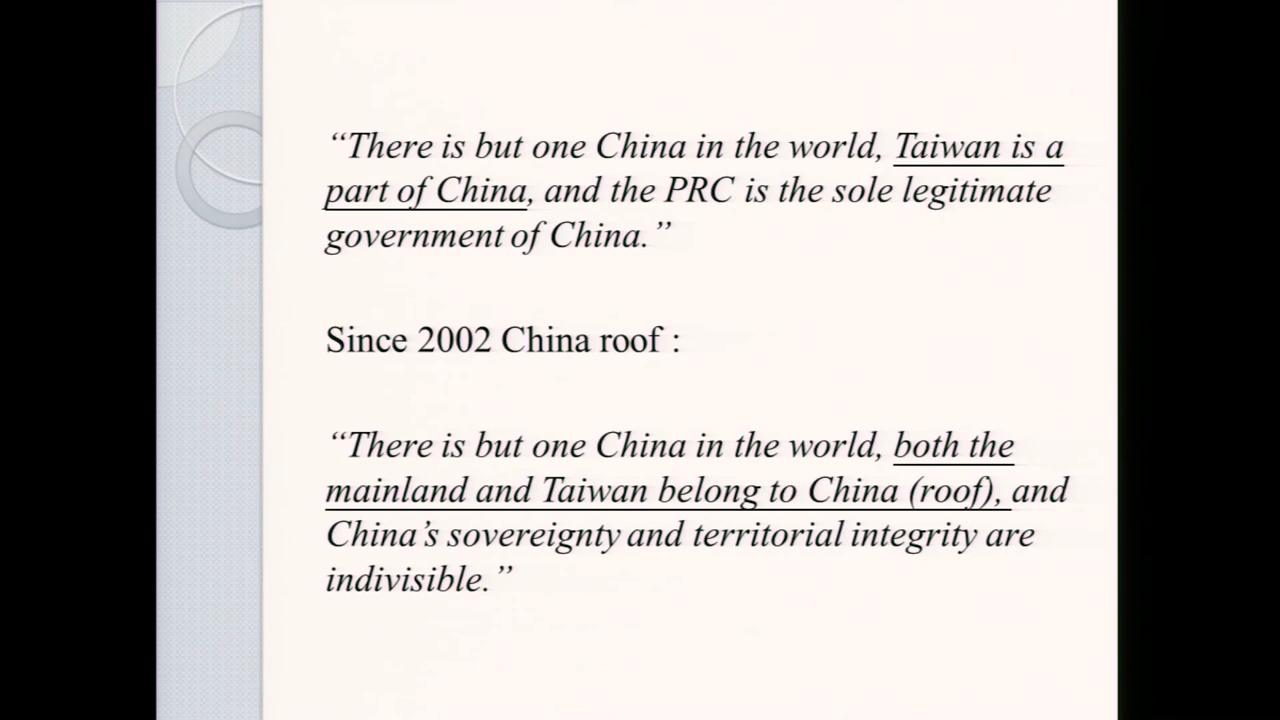 “There is but one China in the world, Taiwan is a
part of China, and the PRC is the sole legitimate
government of China.”
Since 2002 China roof :
“There is but one China in the world, both the
mainland and Taiwan belong to China (roof), and
China’s sovereignty and territorial integrity are
indivisible.”